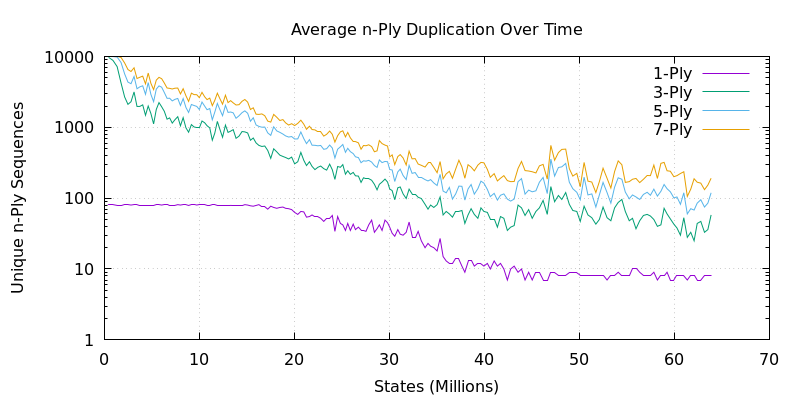 Average n-Ply Duplication Over Time
Unique n-Ply Sequences
10000
1000
100
10
1
1-Ply
3-Ply
5-Ply
7-Ply
0 10 20 30 40 50 60 70
States (Millions)